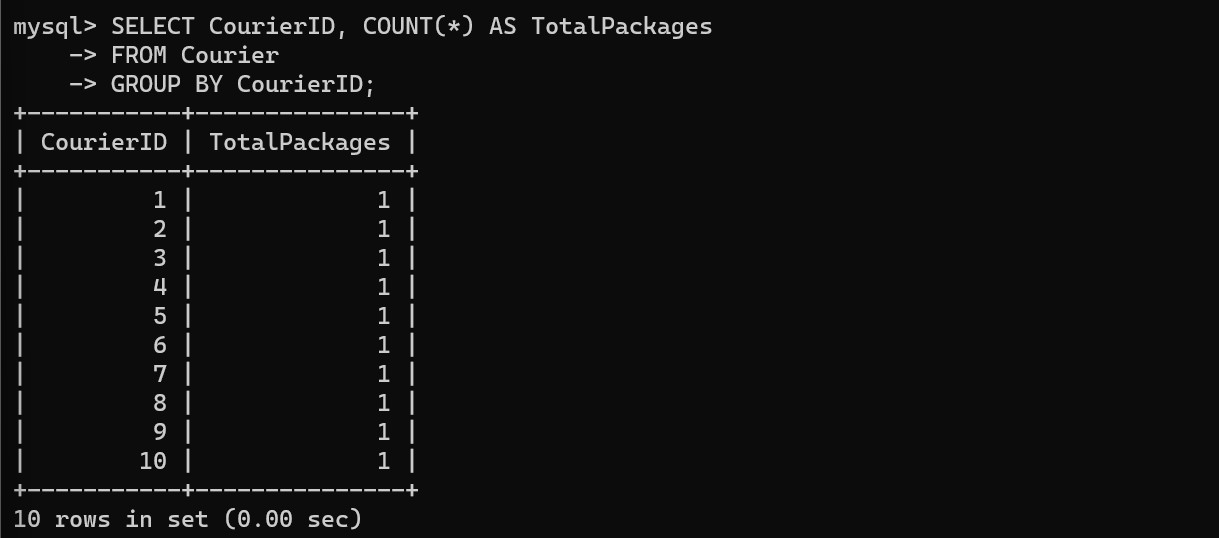 mysql> SELECT CourierID, COUNT(*) AS TotalPackages
    -> FROM Courier
    -> GROUP BY CourierID;
+-----------+---------------+
| CourierID | TotalPackages |
+-----------+---------------+
|         1 |             1 |
|         2 |             1 |
|         3 |             1 |
|         4 |             1 |
|         5 |             1 |
|         6 |             1 |
|         7 |             1 |
|         8 |             1 |
|         9 |             1 |
|        10 |             1 |
+-----------+---------------+
10 rows in set (0.00 sec)